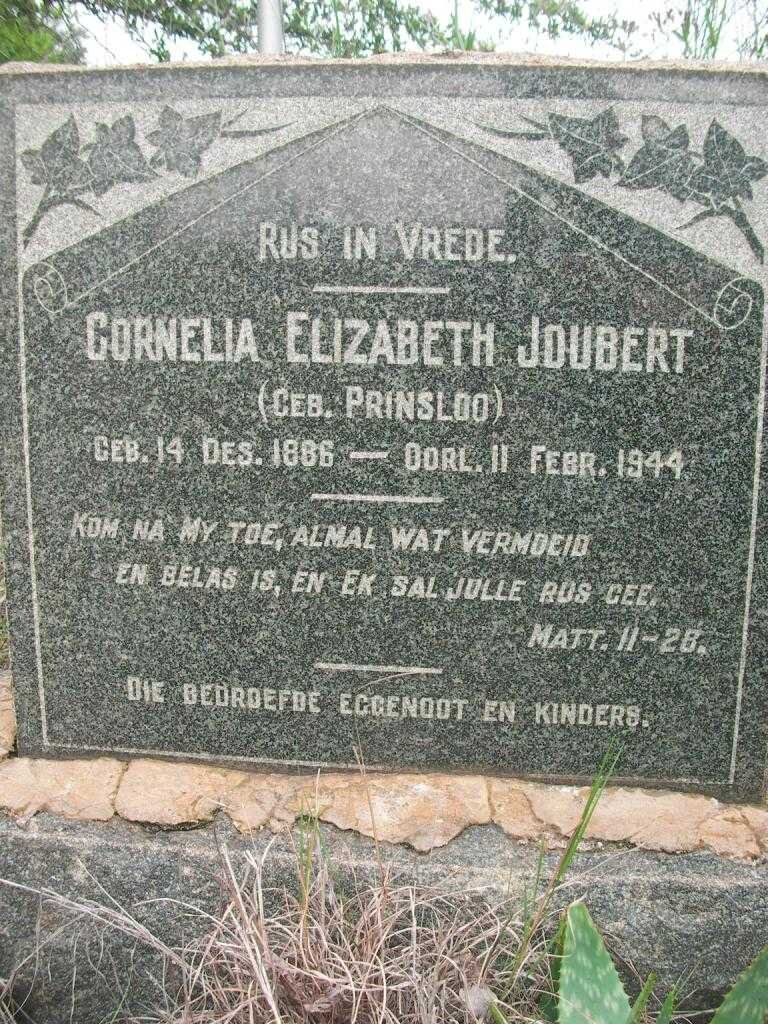 RUS IN VREDE.
CORNELIA ELIZABETH JOUBERT
(GEB. PRINSLOO)
GEB. 14 DES. 1886 — OORL. 11 FEBR. 1944
KOM NA MY TOE, ALMAL WAT VERMOEID
EN BELAS IS, EN EK SAL JULLE RUS GEE.
MATT. 11-28.
DIE BEDROEFDE EGGENOOT EN KINDERS.